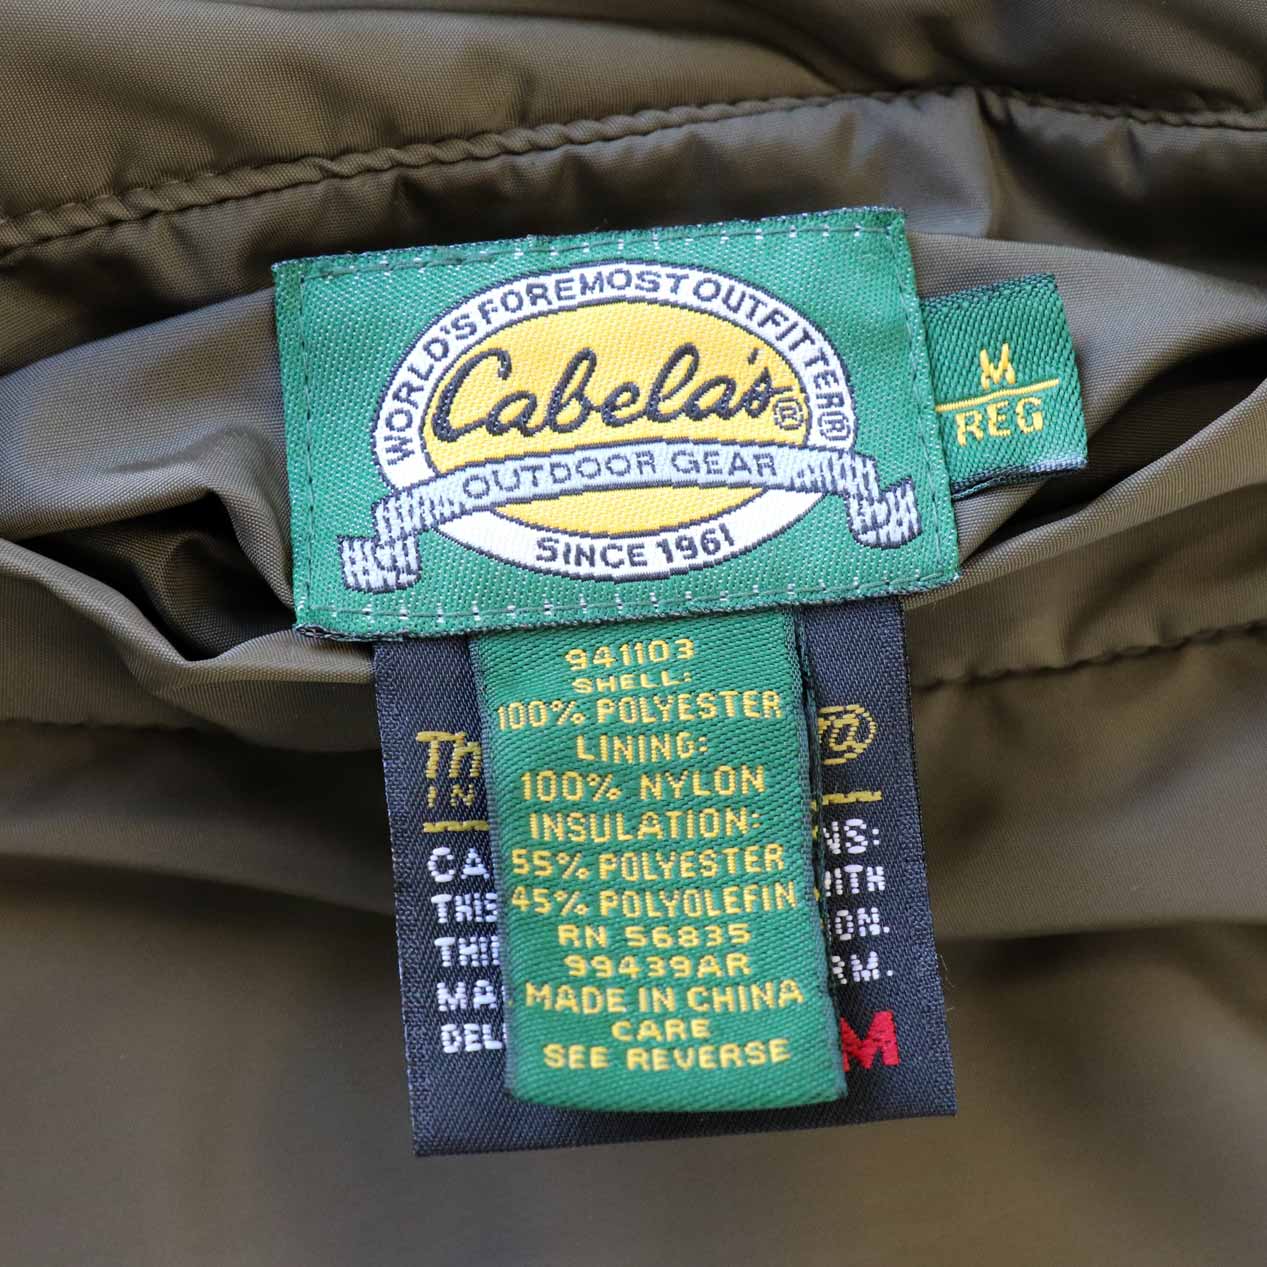 WORLD'S FOREMOST OUTFITTER®
Cabela's®
OUTDOOR GEAR
SINCE 1961
M
REG
941103
SHELL:
100% POLYESTER
LINING:
100% NYLON
INSULATION:
55% POLYESTER
45% POLYOLEFIN
RN 56835
99439AR
MADE IN CHINA
CARE
SEE REVERSE
®
THIS
M